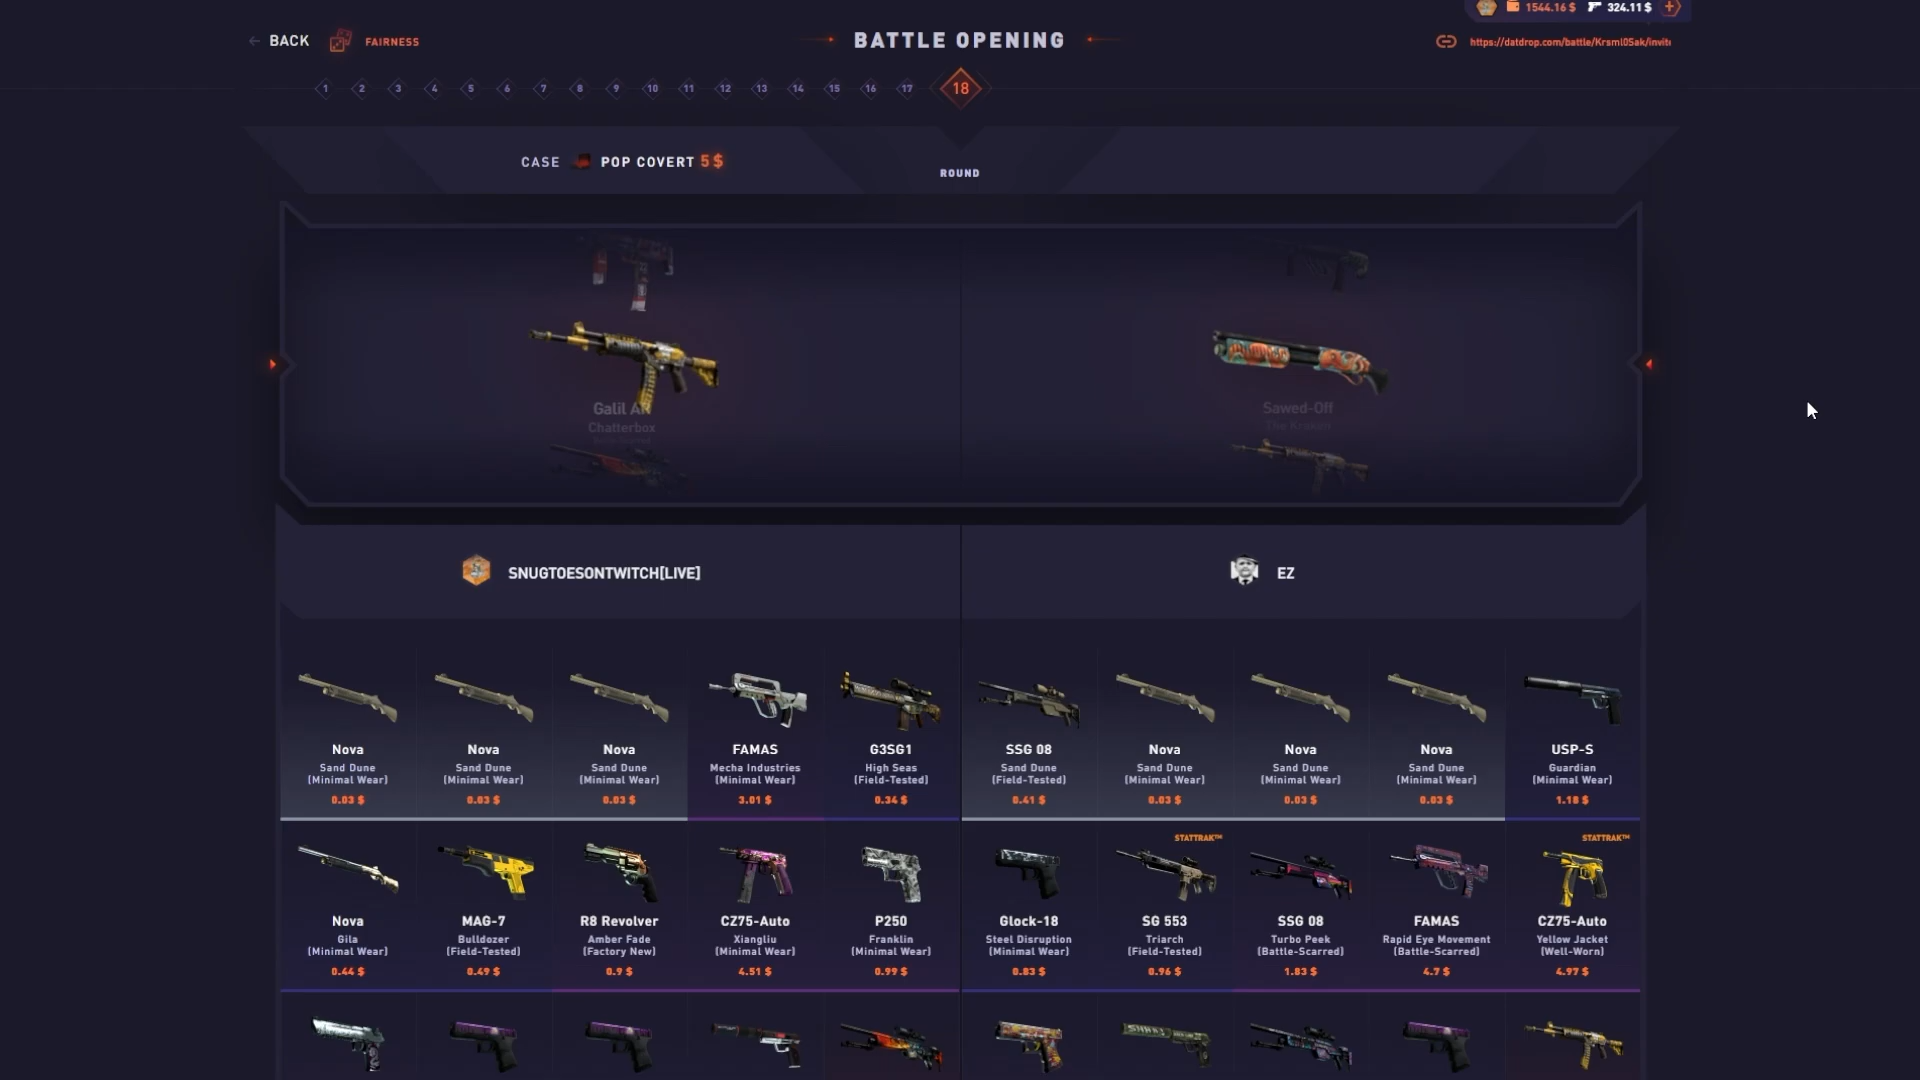 1544.16 $ 324.11 $
BACK FAIRNESS
BATTLE OPENING
https://datdrop.com/battle/Krsml0Sak/invit
1 2 3 4 5 6 7 8 9 10 11 12 13 14 15 16 17 18
CASE POP COVERT 5 $
ROUND
Galil AR
Chatterbox
Sawed-Off
The Kraken
SNUGTOESONTWITCH[LIVE]
EZ
Nova Nova Nova FAMAS G3SG1 SSG 08 Nova Nova Nova USP-S
Sand Dune Sand Dune Sand Dune Mecha Industries High Seas Sand Dune Sand Dune Sand Dune Sand Dune Guardian
(Minimal Wear) (Minimal Wear) (Minimal Wear) (Minimal Wear) (Field-Tested) (Field-Tested) (Minimal Wear) (Minimal Wear) (Minimal Wear) (Minimal Wear)
0.03 $ 0.03 $ 0.03 $ 3.01 $ 0.34 $ 0.41 $ 0.03 $ 0.03 $ 0.03 $ 1.18 $
STATTRAK™ STATTRAK™
Nova MAG-7 R8 Revolver CZ75-Auto P250 Glock-18 SG 553 SSG 08 FAMAS CZ75-Auto
Gila Bulldozer Amber Fade Xiangliu Franklin Steel Disruption Triarch Turbo Peek Rapid Eye Movement Yellow Jacket
(Minimal Wear) (Field-Tested) (Factory New) (Minimal Wear) (Minimal Wear) (Minimal Wear) (Field-Tested) (Battle-Scarred) (Battle-Scarred) (Well-Worn)
0.44 $ 0.49 $ 0.9 $ 4.51 $ 0.99 $ 0.83 $ 0.96 $ 1.83 $ 4.7 $ 4.97 $